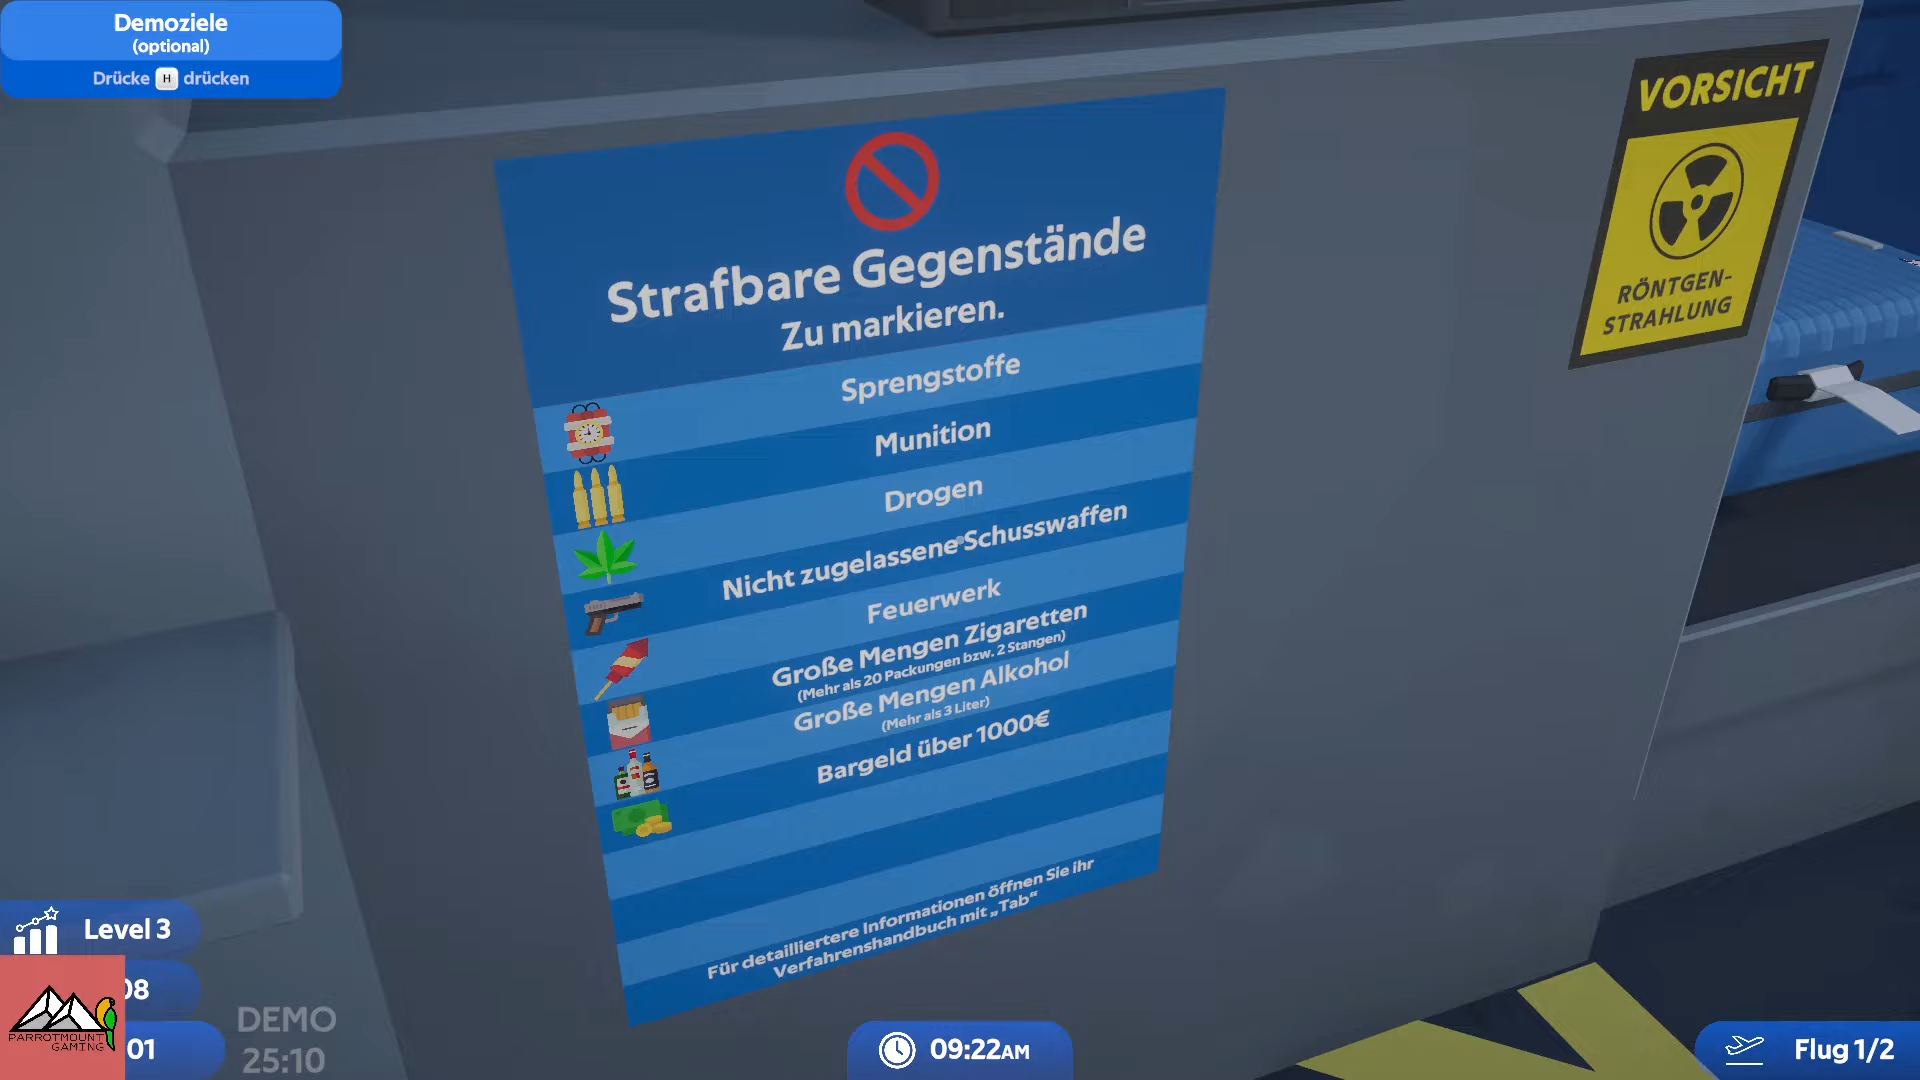 Demoziele
(optional)
Drücke H drücken
VORSICHT
RÖNTGEN-
STRAHLUNG
Strafbare Gegenstände
Zu markieren.
Sprengstoffe
Munition
Drogen
Nicht zugelassene Schusswaffen
Feuerwerk
Große Mengen Zigaretten
(Mehr als 20 Packungen bzw. 2 Stangen)
Große Mengen Alkohol
(Mehr als 3 Liter)
Bargeld über 1000€
Für detailliertere Informationen öffnen Sie ihr
Verfahrenshandbuch mit „Tab“
Level 3
08
01
PARROTMOUNT
GAMING
DEMO
25:10
09:22AM
Flug 1/2